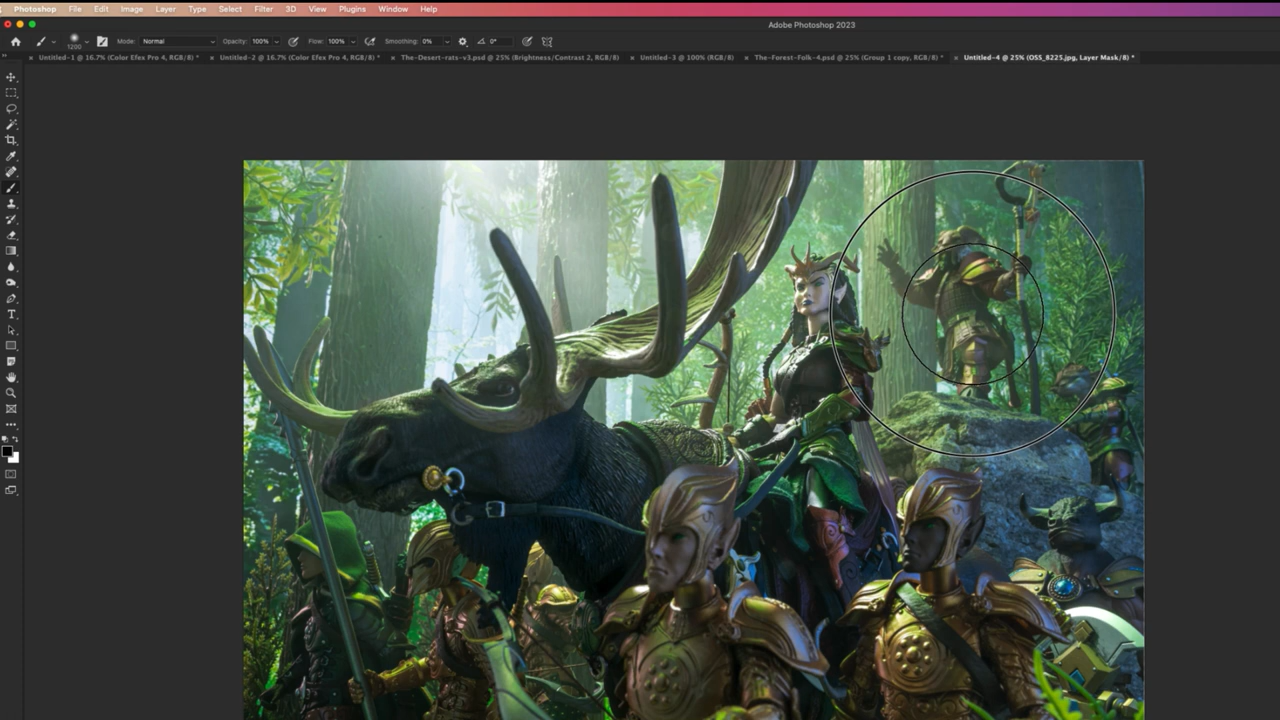 Photoshop File Edit Image Layer Type Select Filter 3D View Plugins Window Help
Adobe Photoshop 2023
1200 Mode: Normal Opacity: 100% Flow: 100% Smoothing: 0% 0°
Untitled-1 @ 16.7% (Color Efex Pro 4, RGB/8) * Untitled-2 @ 16.7% (Color Efex Pro 4, RGB/8) * The-Desert-rats-v3.psd @ 25% (Brightness/Contrast 2, RGB/8) Untitled-3 @ 100% (RGB/8) The-Forest-Folk-4.psd @ 25% (Group 1 copy, RGB/8) * Untitled-4 @ 25% (OSS_8225.jpg, Layer Mask/8) *